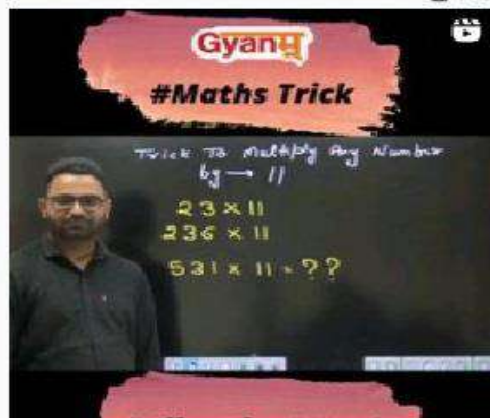 Gyanम्
#Maths Trick
Trick To Multiply Any Number
by → 11
23 × 11
236 × 11
531 × 11 = ??